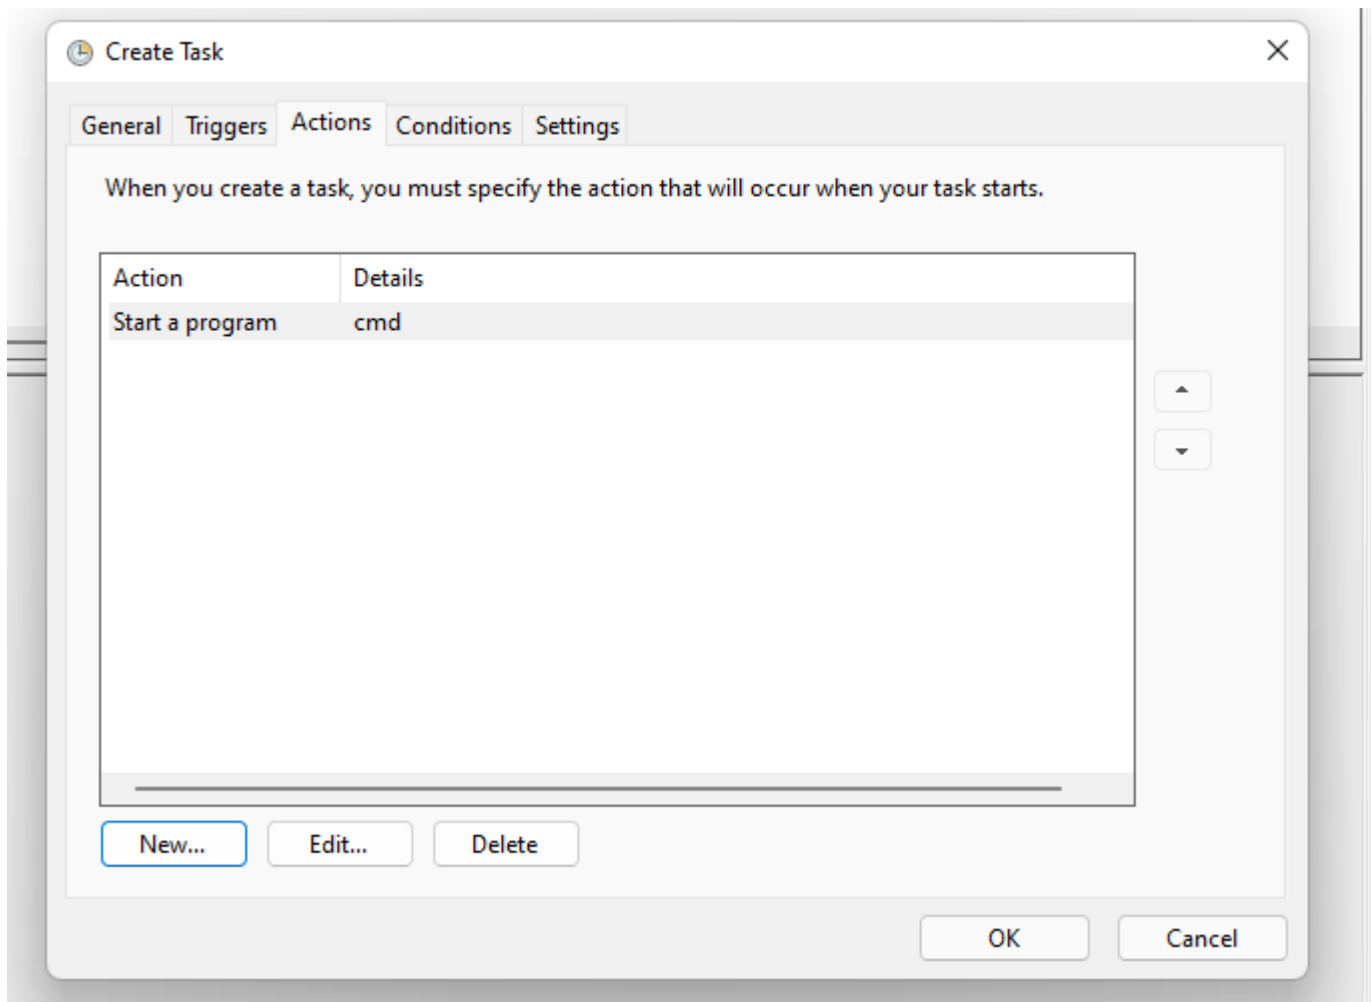 Create Task
General Triggers Actions Conditions Settings
When you create a task, you must specify the action that will occur when your task starts.
Action Details
Start a program cmd
New... Edit... Delete
OK Cancel